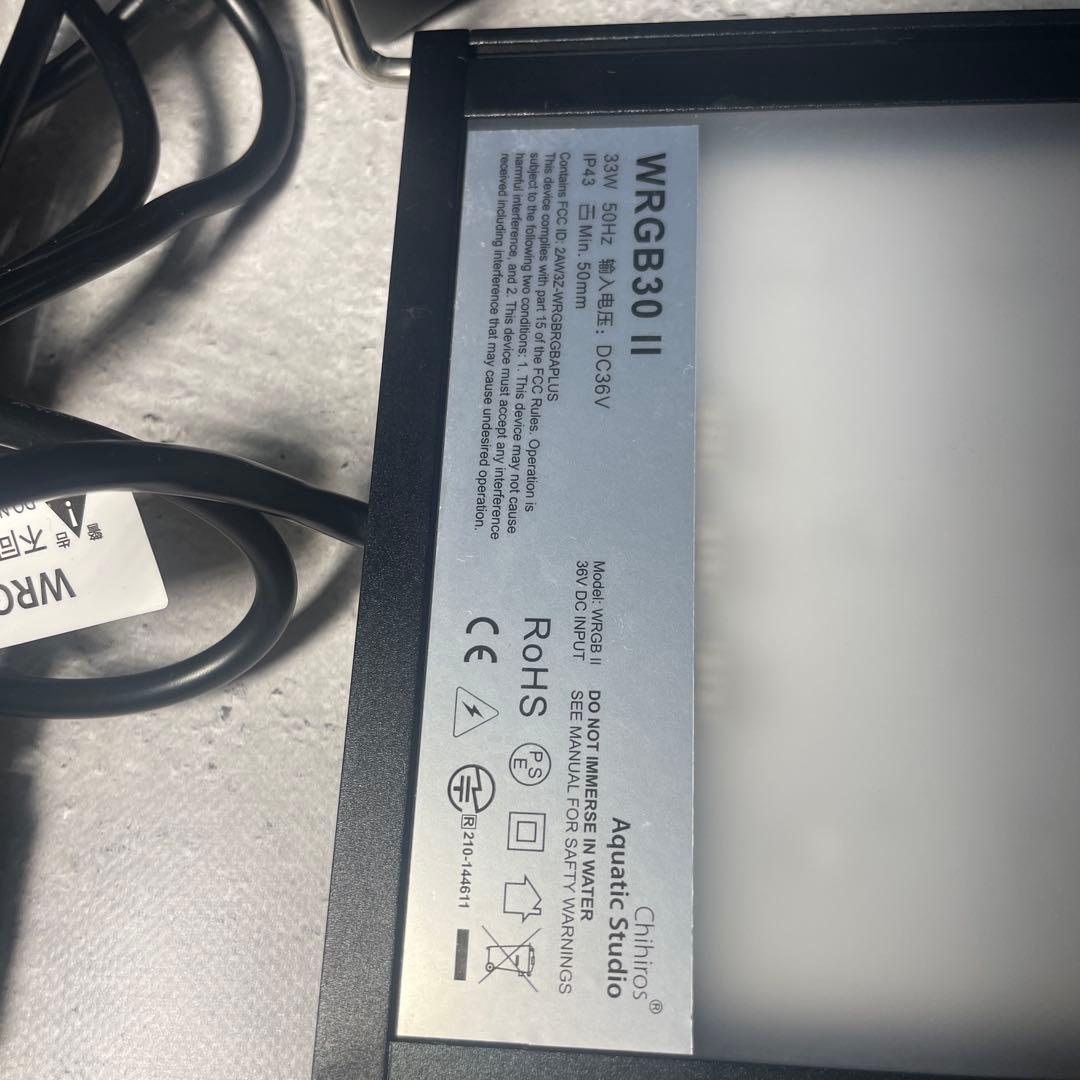 WRGB30 II
33W 50Hz 输入电压: DC36V
IP43 Min. 50mm
Contains FCC ID: 2AW3Z-WRGBRGBAPLUS
This device complies with part 15 of the FCC Rules. Operation is
subject to the following two conditions: 1. This device may not cause
harmful interference, and 2. This device must accept any interference
received including interference that may cause undesired operation.
Model: WRGB II
36V DC INPUT
DO NOT IMMERSE IN WATER
SEE MANUAL FOR SAFTY WARNINGS
Chihiros®
Aquatic Studio
RoHS
PSE
CE
R 210-144611
不同